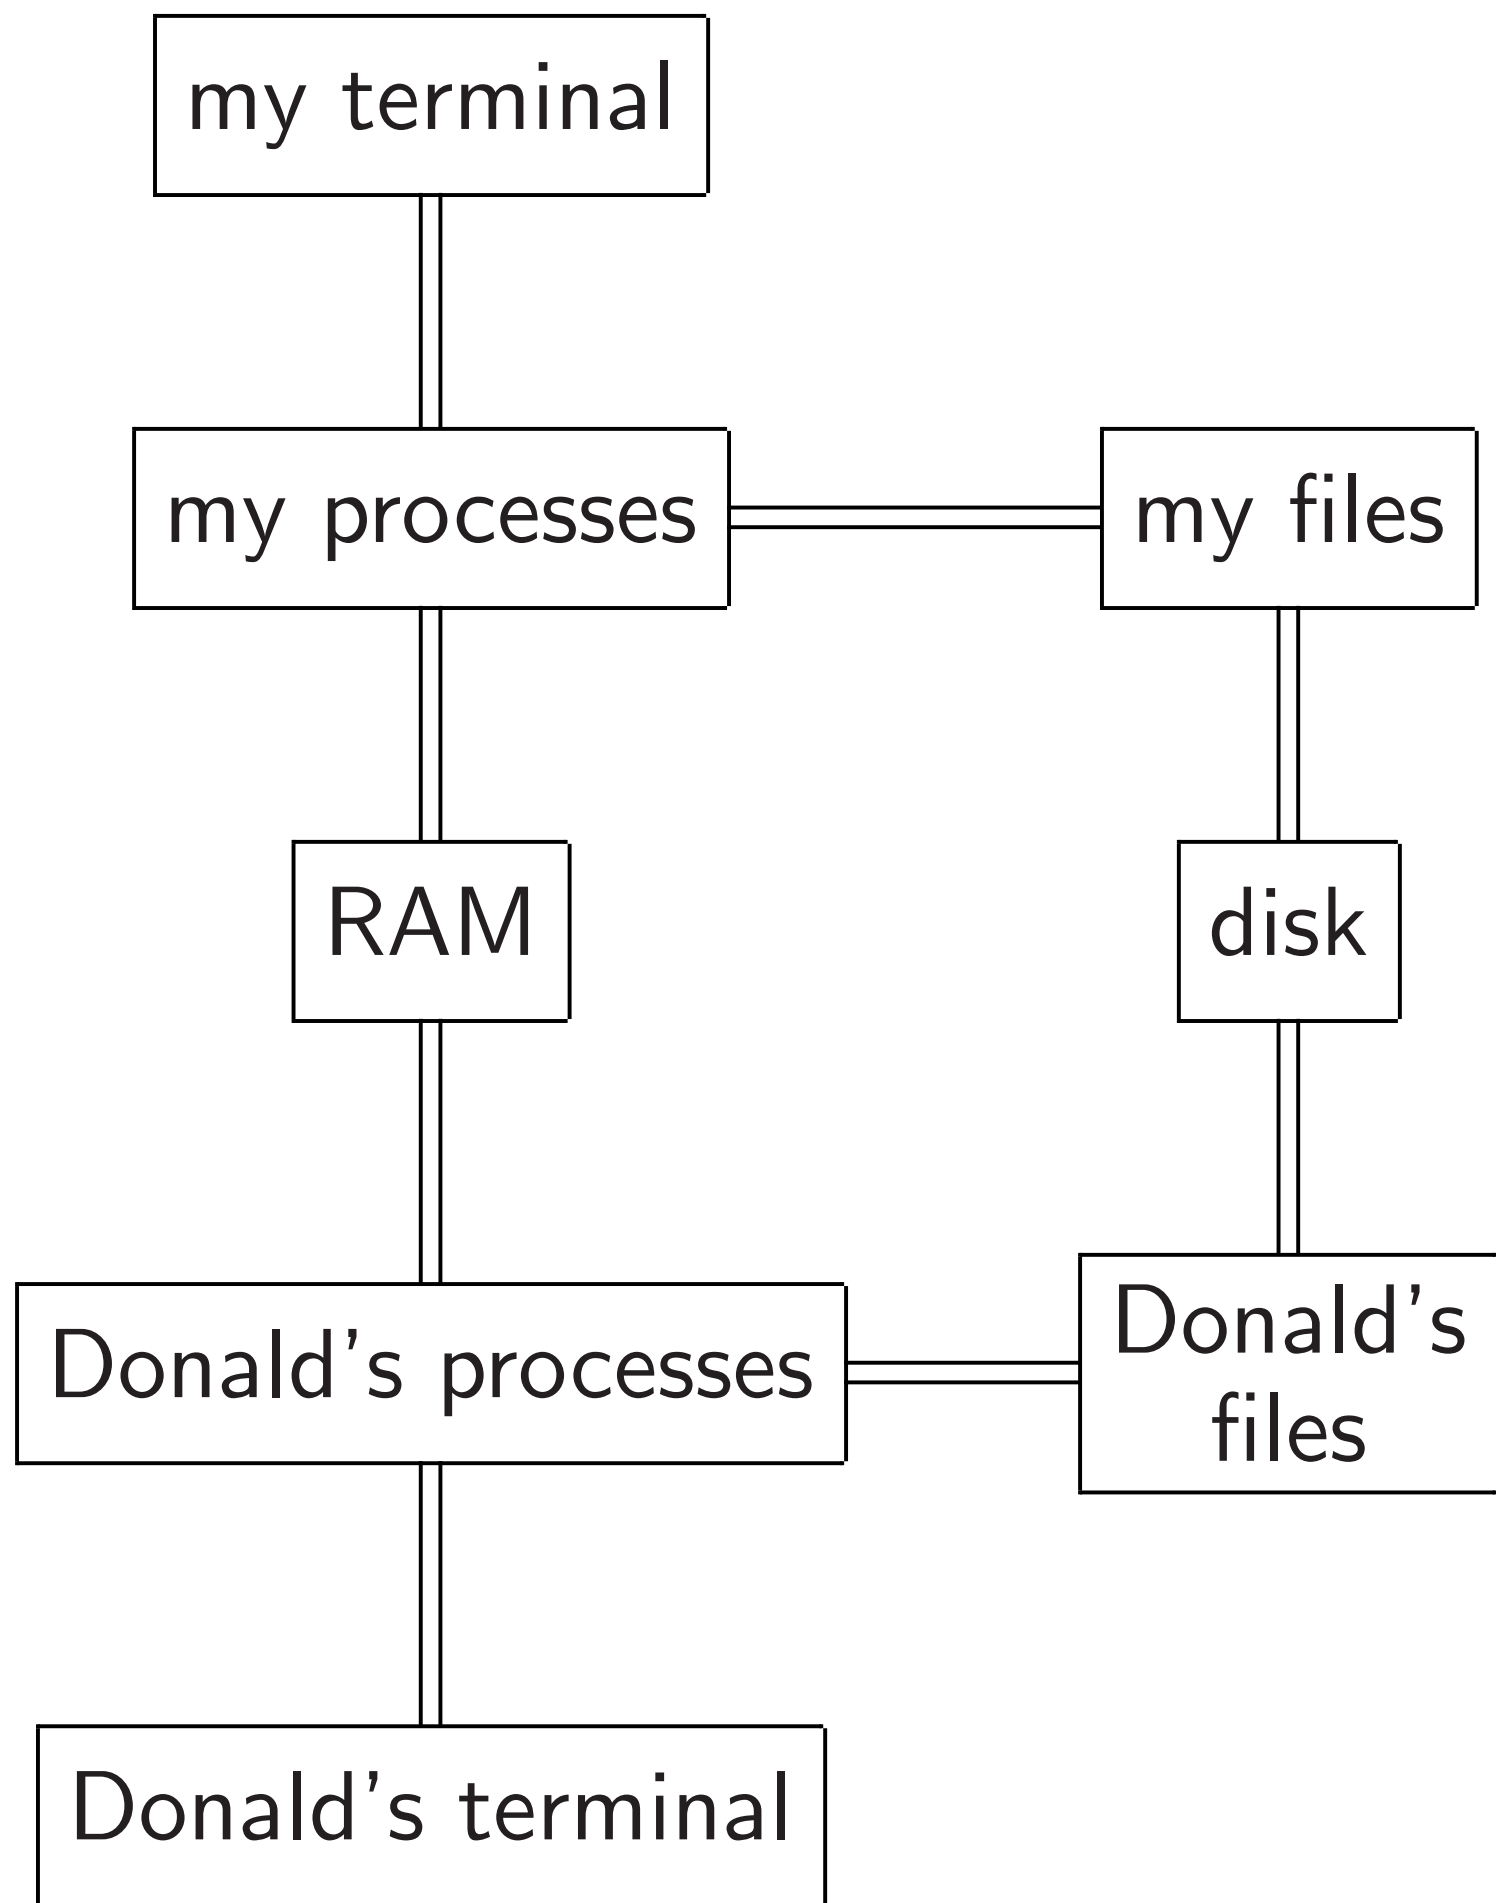 my terminal
my processes
my files
RAM
disk
Donald's processes
Donald's
files
Donald's terminal